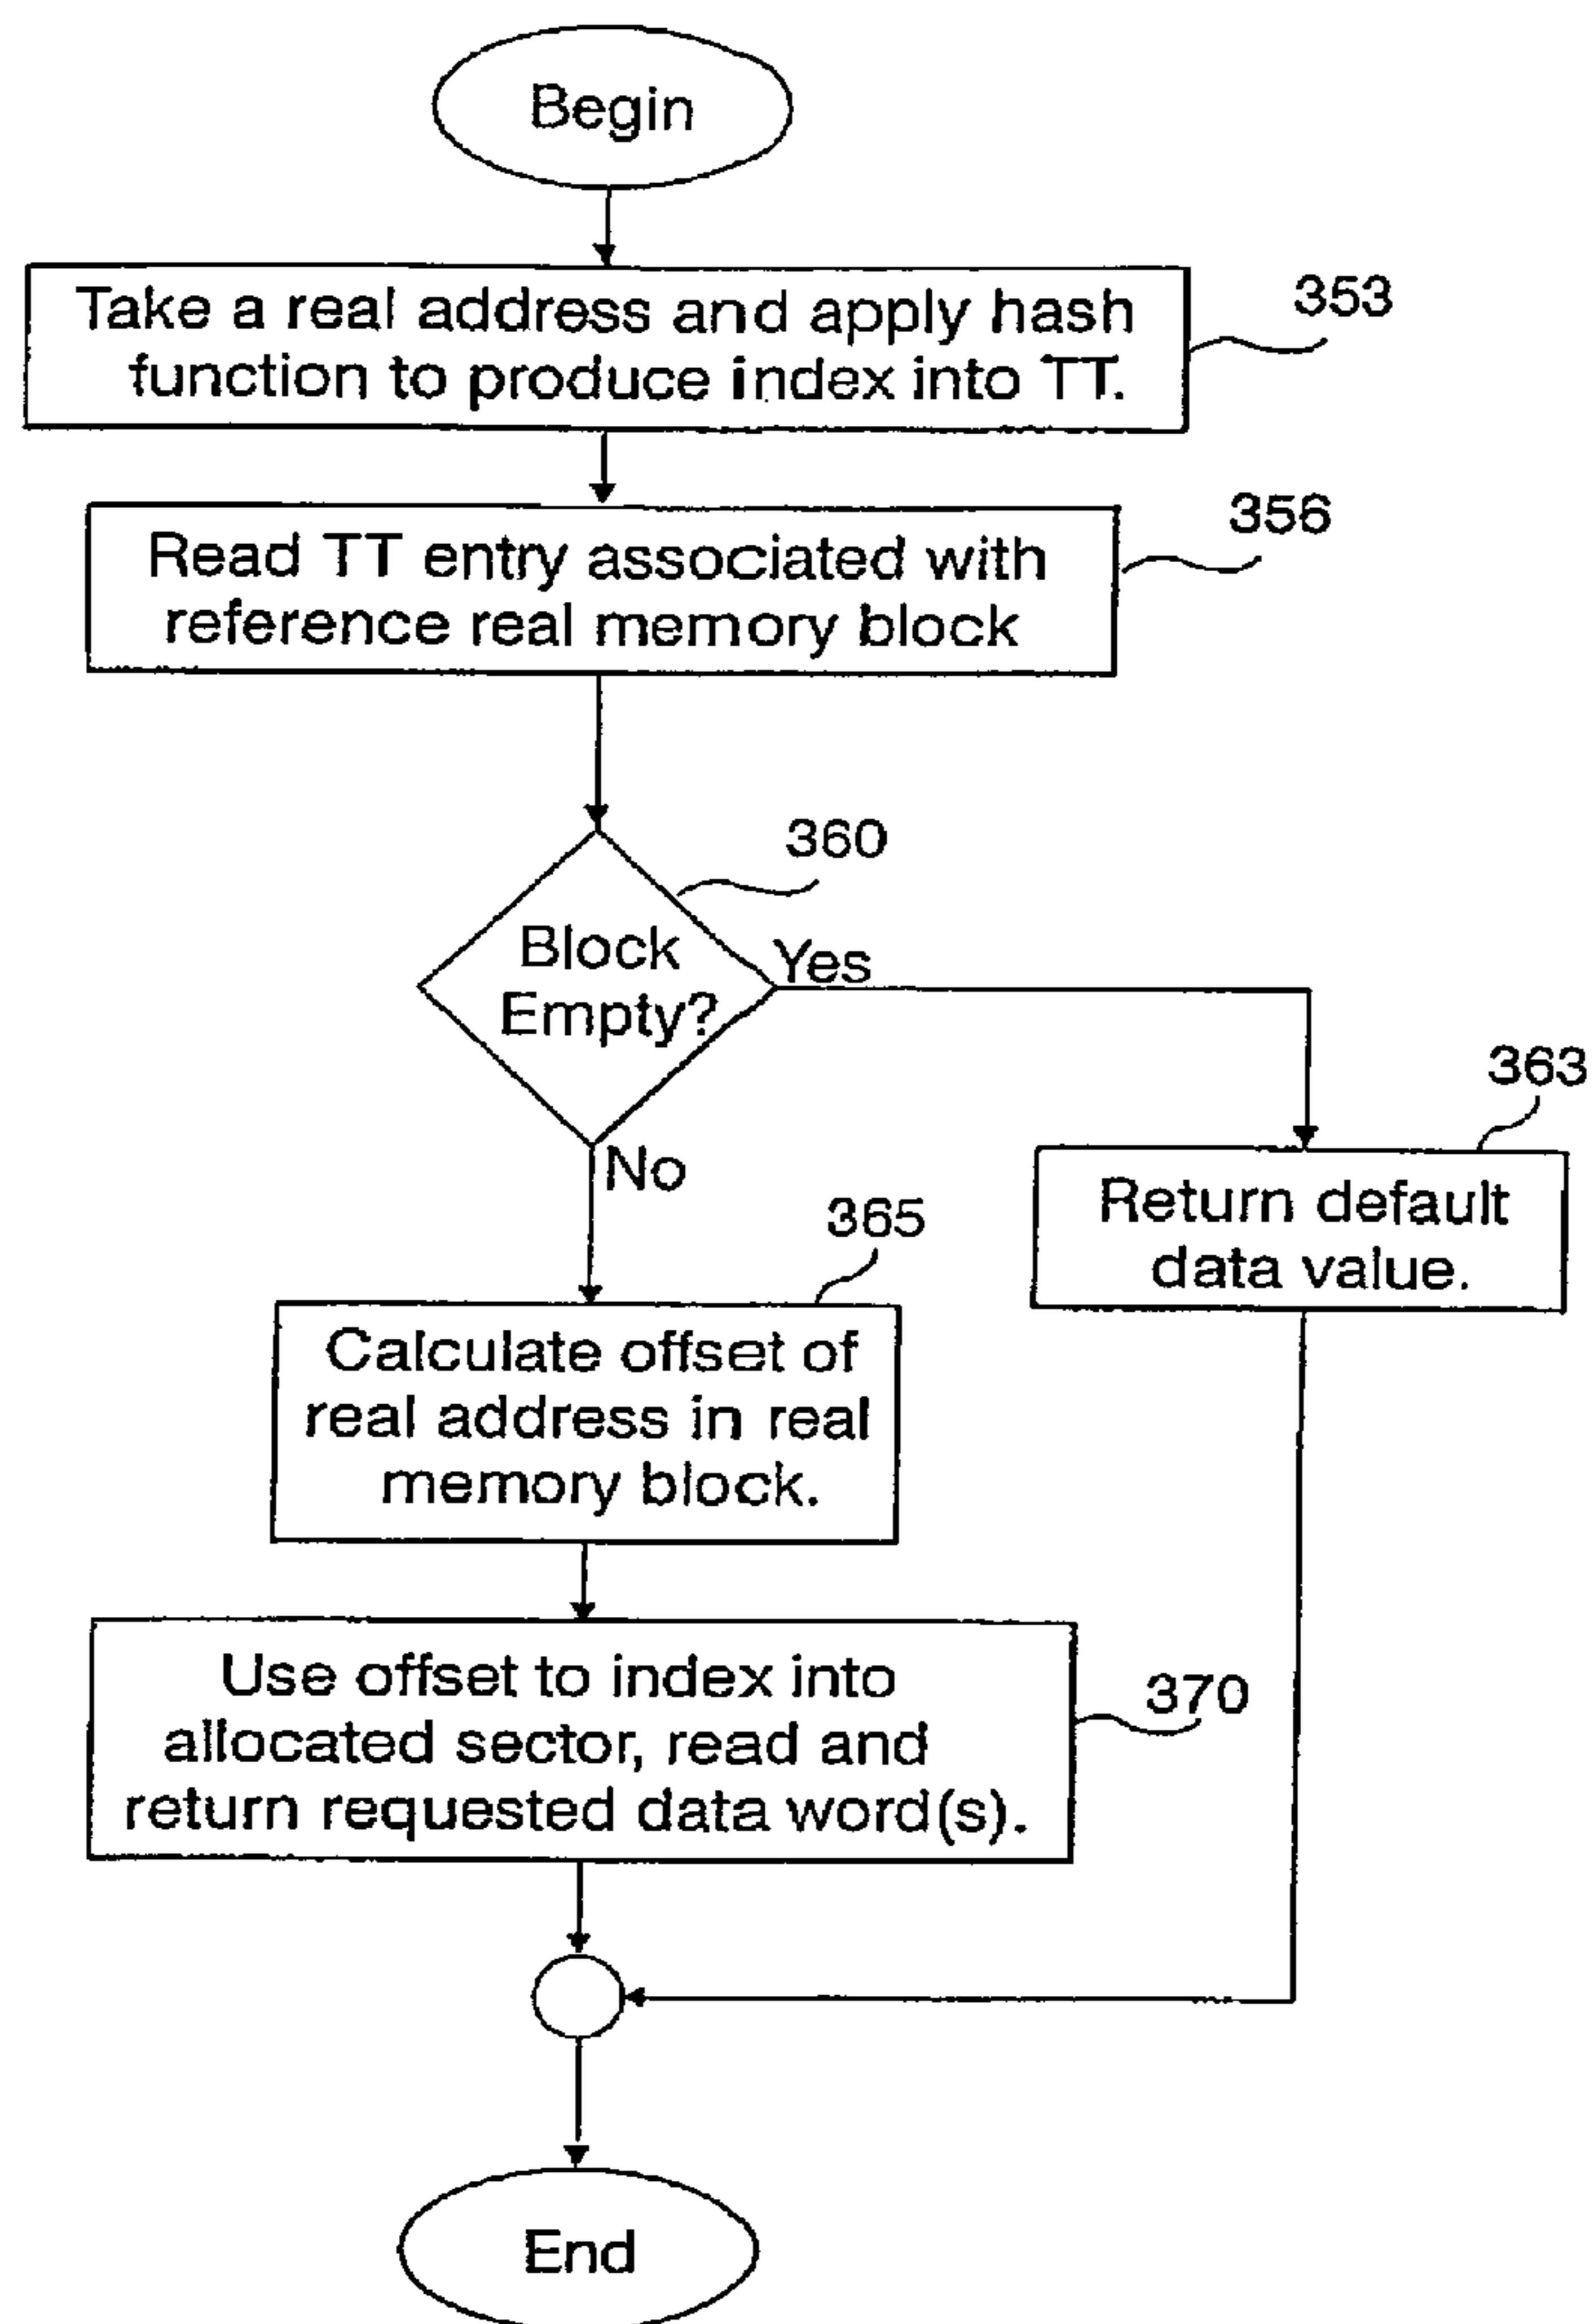 Begin
Take a real address and apply hash
function to produce index into TT.
353
Read TT entry associated with
reference real memory block
356
360
Block
Empty?
Yes
No
363
Return default
data value.
365
Calculate offset of
real address in real
memory block.
Use offset to index into
allocated sector, read and
return requested data word(s).
370
End